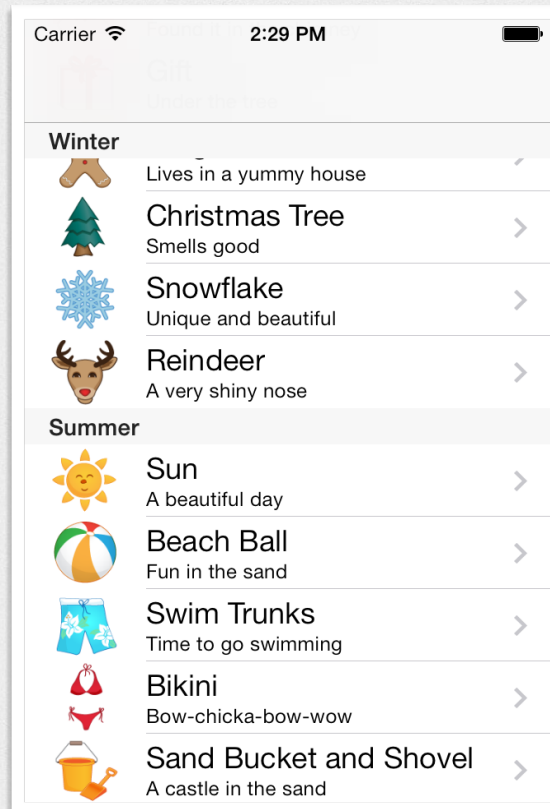 Carrier 2:29 PM
Gift
Under the tree
Winter
Lives in a yummy house
Christmas Tree
Smells good
Snowflake
Unique and beautiful
Reindeer
A very shiny nose
Summer
Sun
A beautiful day
Beach Ball
Fun in the sand
Swim Trunks
Time to go swimming
Bikini
Bow-chicka-bow-wow
Sand Bucket and Shovel
A castle in the sand